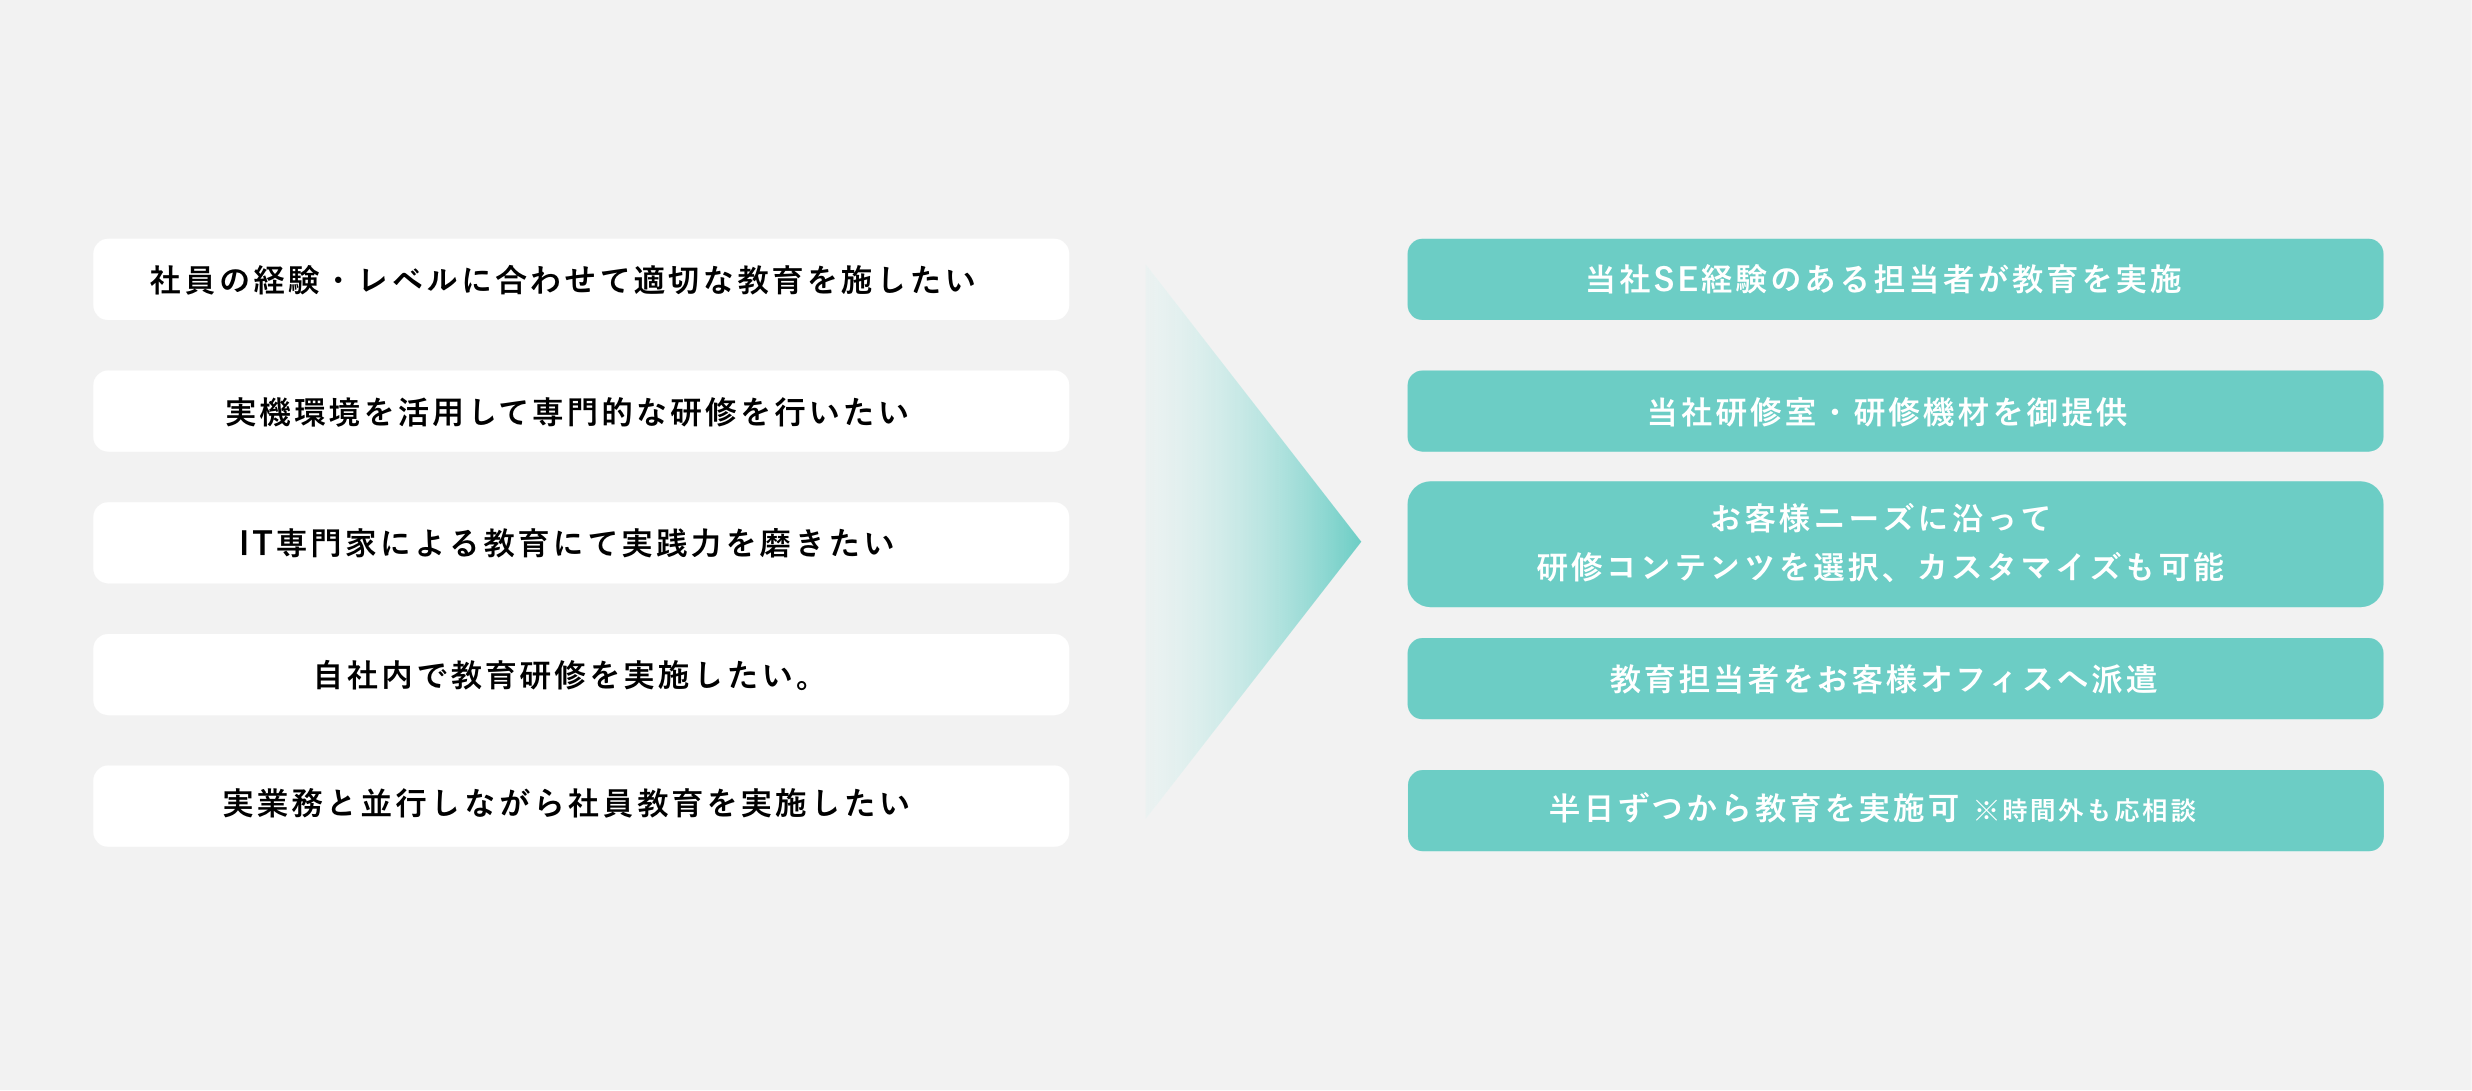 社員の経験・レベルに合わせて適切な教育を施したい
実機環境を活用して専門的な研修を行いたい
IT専門家による教育にて実践力を磨きたい
自社内で教育研修を実施したい。
実業務と並行しながら社員教育を実施したい
当社SE経験のある担当者が教育を実施
当社研修室・研修機材を御提供
お客様ニーズに沿って
研修コンテンツを選択、カスタマイズも可能
教育担当者をお客様オフィスへ派遣
半日ずつから教育を実施可 ※時間外も応相談